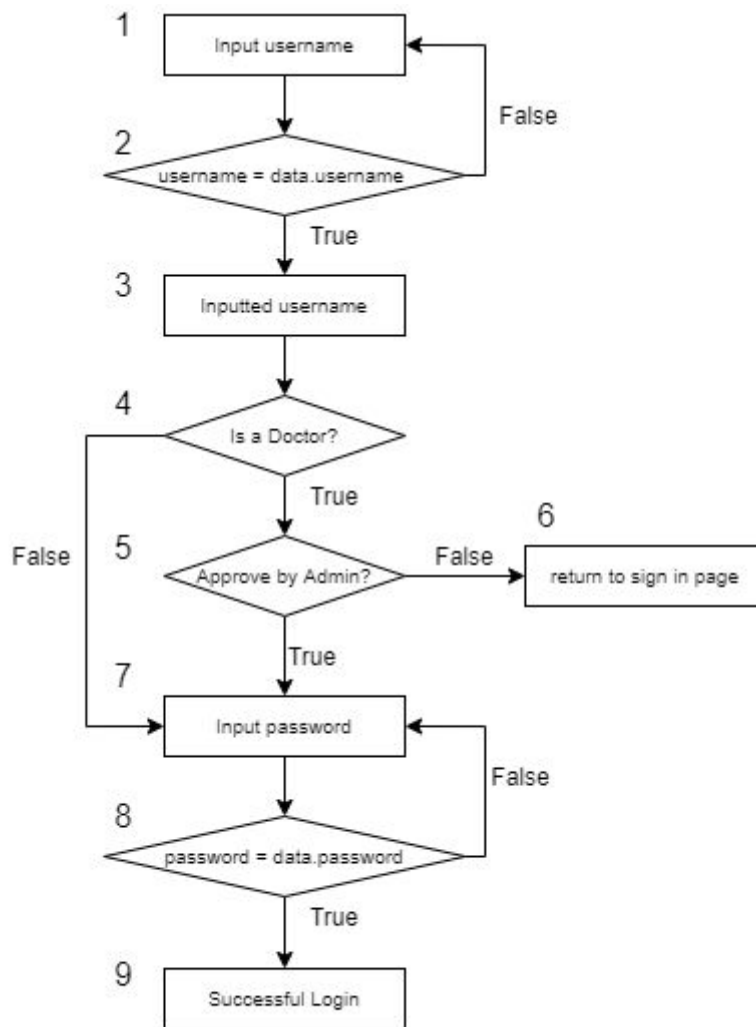 1
Input username
False
2
username = data.username
True
3
Inputted username
4
Is a Doctor?
True
False
5
Approve by Admin?
False
6
return to sign in page
True
7
Input password
False
8
password = data.password
True
9
Successful Login